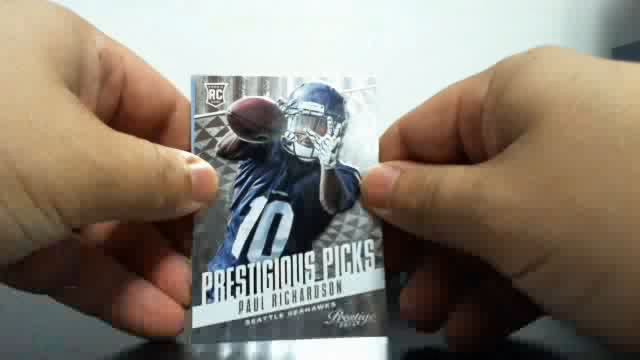 RC
10
PRESTIGIOUS PICKS
PAUL RICHARDSON
SEATTLE SEAHAWKS
Prestige